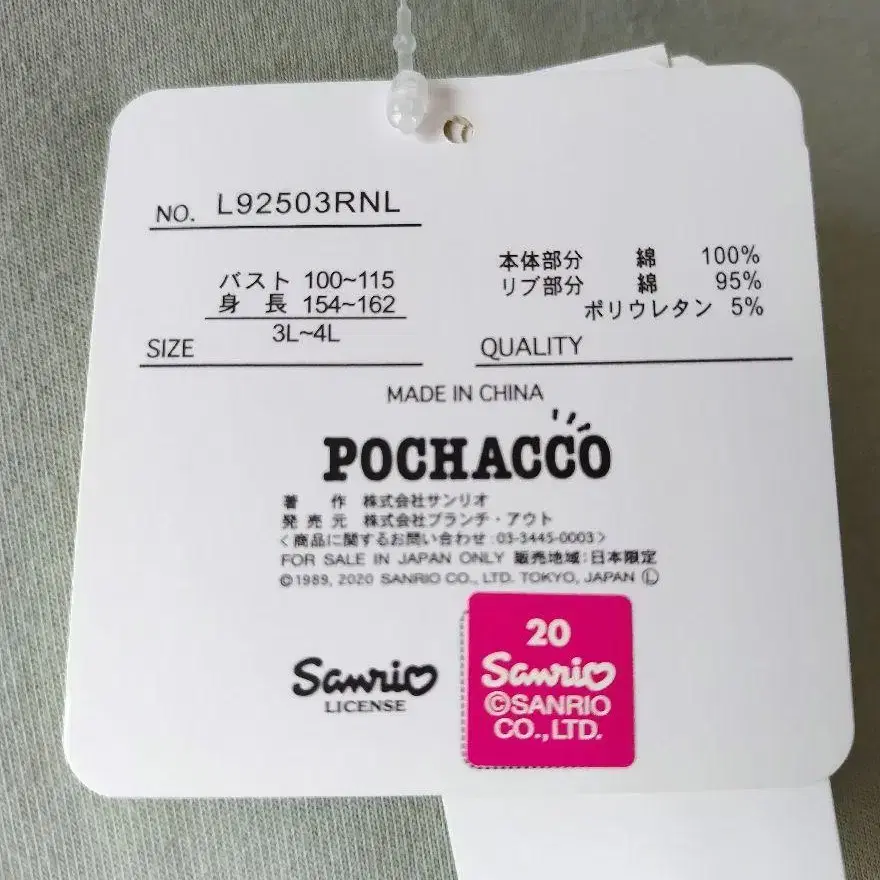 NO. L92503RNL
バスト 100~115
身 長 154~162
3L~4L
SIZE
本体部分 綿 100%
リブ部分 綿 95%
ポリウレタン 5%
QUALITY
MADE IN CHINA
POCHACCO
著 作 株式会社サンリオ
発 売 元 株式会社ブランチ・アウト
<商品に関するお問い合わせ:03-3445-0003>
FOR SALE IN JAPAN ONLY 販売地域:日本限定
©1989, 2020 SANRIO CO., LTD. TOKYO, JAPAN Ⓛ
Sanrio
LICENSE
20
Sanrio
©SANRIO
CO.,LTD.